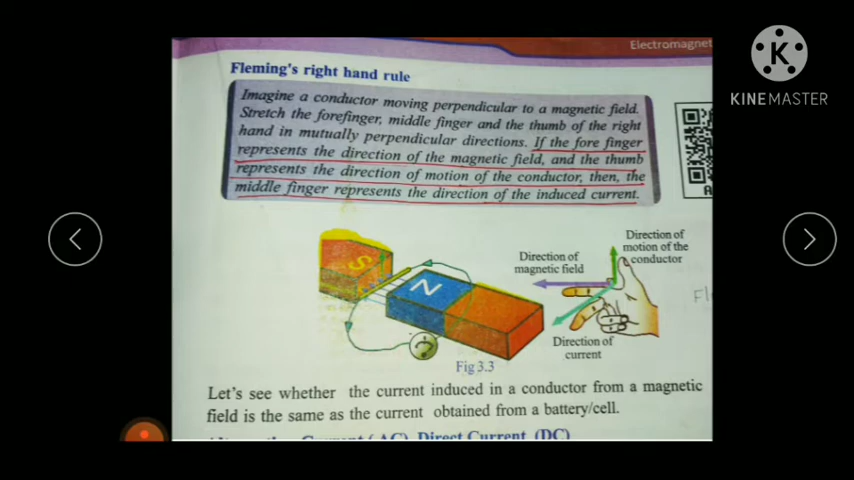 Electromagnet
K
KINEMASTER
Fleming's right hand rule
Imagine a conductor moving perpendicular to a magnetic field.
Stretch the forefinger, middle finger and the thumb of the right
hand in mutually perpendicular directions. If the fore finger
represents the direction of the magnetic field, and the thumb
represents the direction of motion of the conductor, then, the
middle finger represents the direction of the induced current.
S
N
Direction of
magnetic field
Direction of
motion of the
conductor
Direction of
current
Fig 3.3
Let's see whether the current induced in a conductor from a magnetic
field is the same as the current obtained from a battery/cell.
Current (AC), Direct Current (DC)